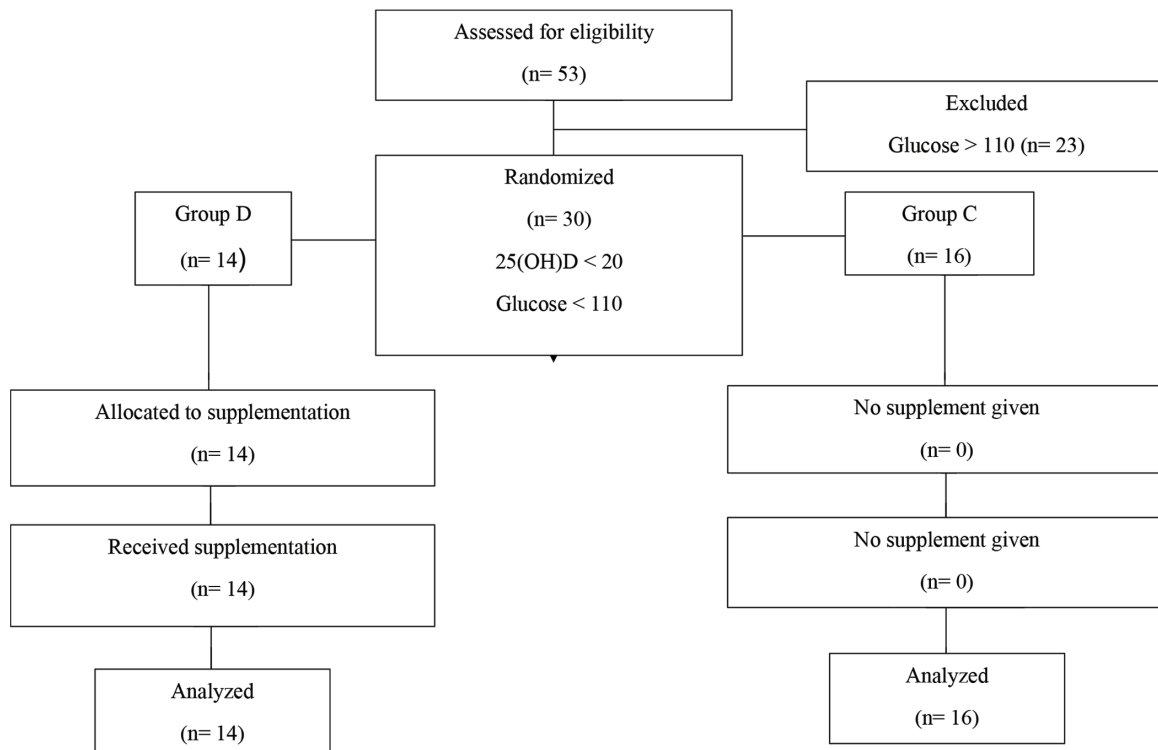 Assessed for eligibility
(n= 53)
Excluded
Glucose > 110 (n= 23)
Randomized
(n= 30)
25(OH)D < 20
Glucose < 110
Group D
(n= 14)
Group C
(n= 16)
Allocated to supplementation
(n= 14)
No supplement given
(n= 0)
Received supplementation
(n= 14)
No supplement given
(n= 0)
Analyzed
(n= 14)
Analyzed
(n= 16)